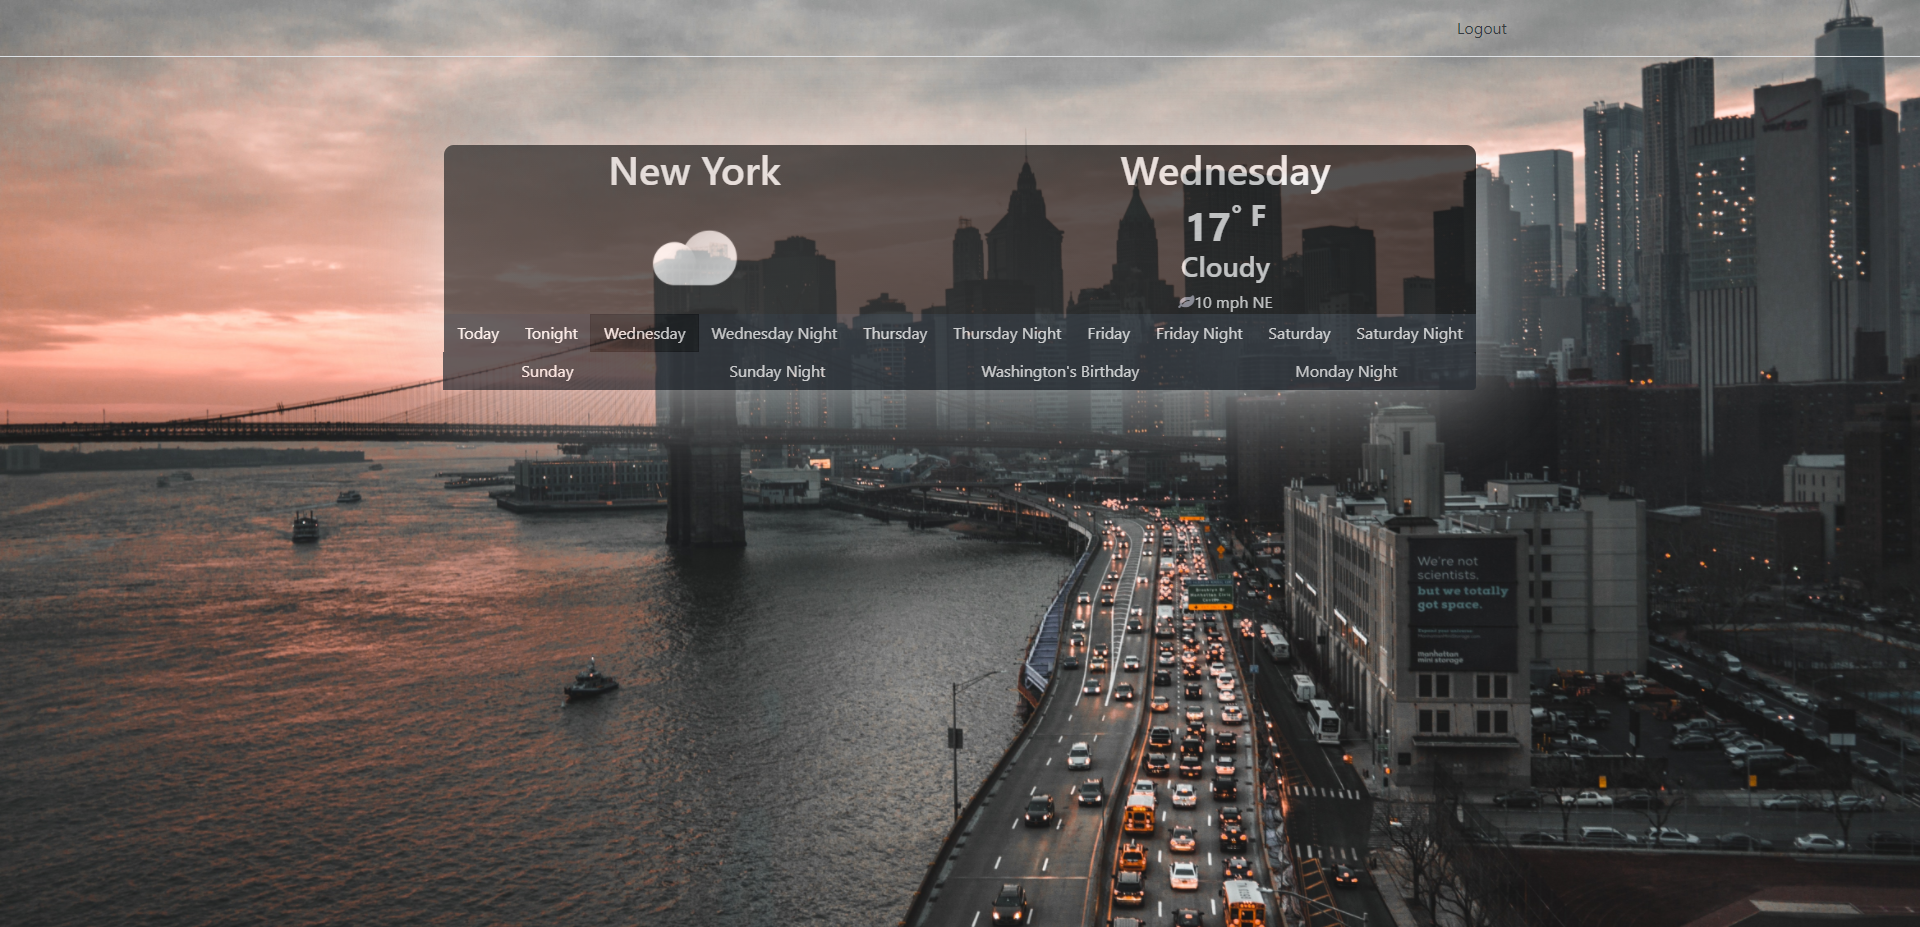 Logout
New York
Wednesday
17° F
Cloudy
10 mph NE
Today Tonight Wednesday Wednesday Night Thursday Thursday Night Friday Friday Night Saturday Saturday Night
Sunday Sunday Night Washington's Birthday Monday Night
We're not
scientists,
but we totally
got space.
manhattan
mini storage